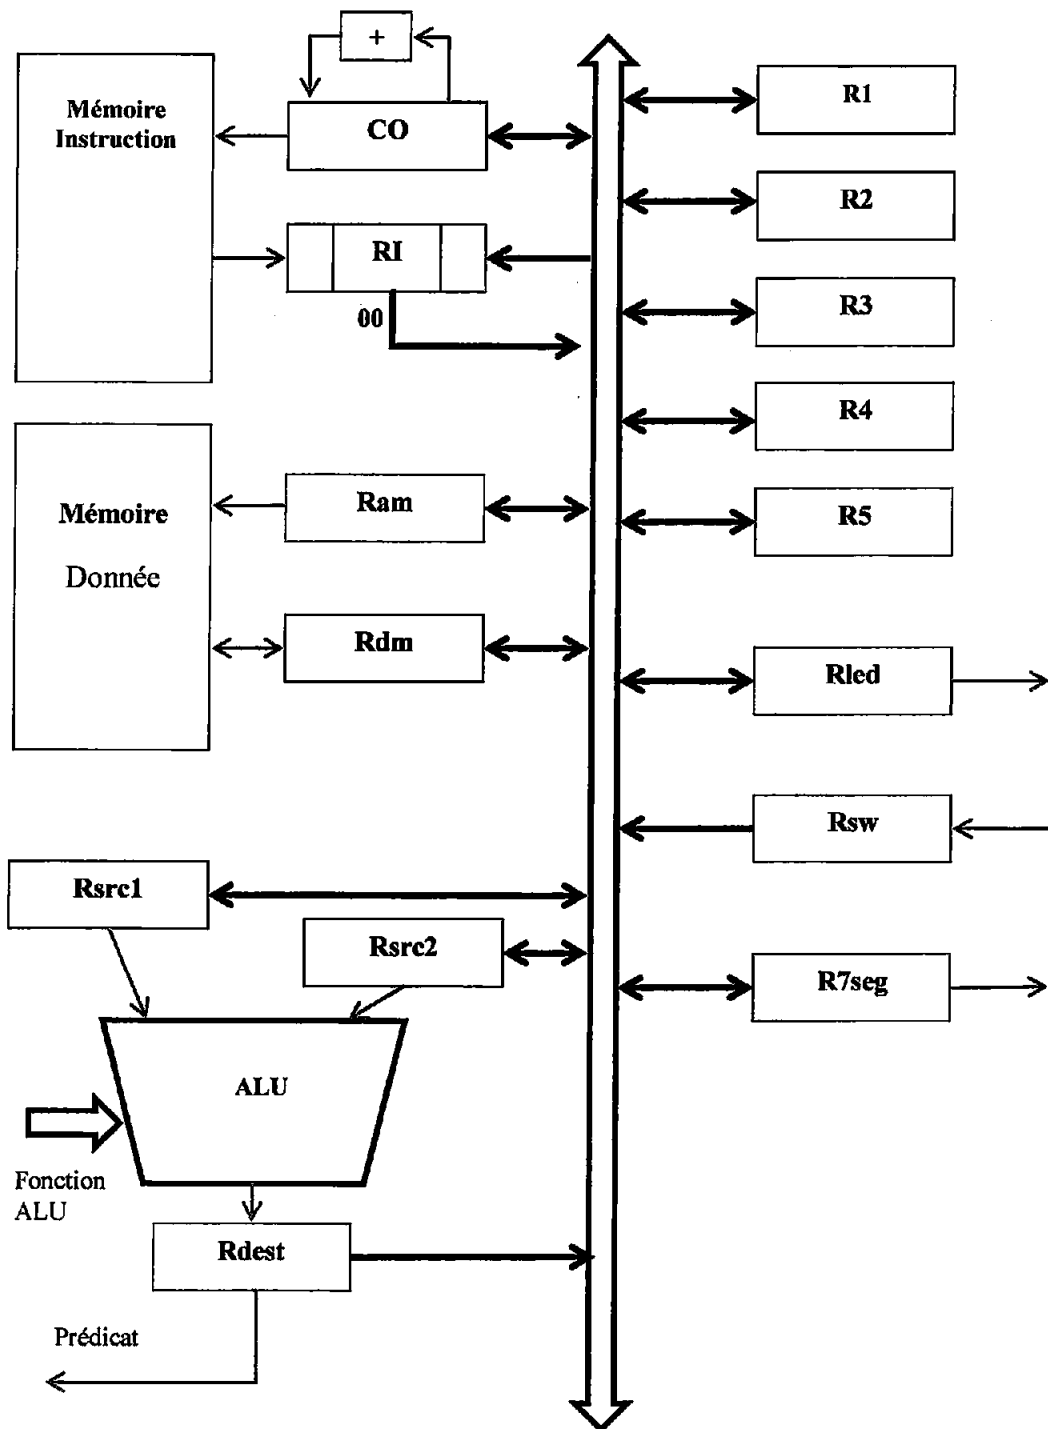 +
Mémoire
Instruction
CO
R1
R2
RI
00
R3
R4
Mémoire
Donnée
Ram
R5
Rdm
Rled
Rsw
Rsrc1
Rsrc2
R7seg
ALU
Fonction
ALU
Rdest
Prédicat